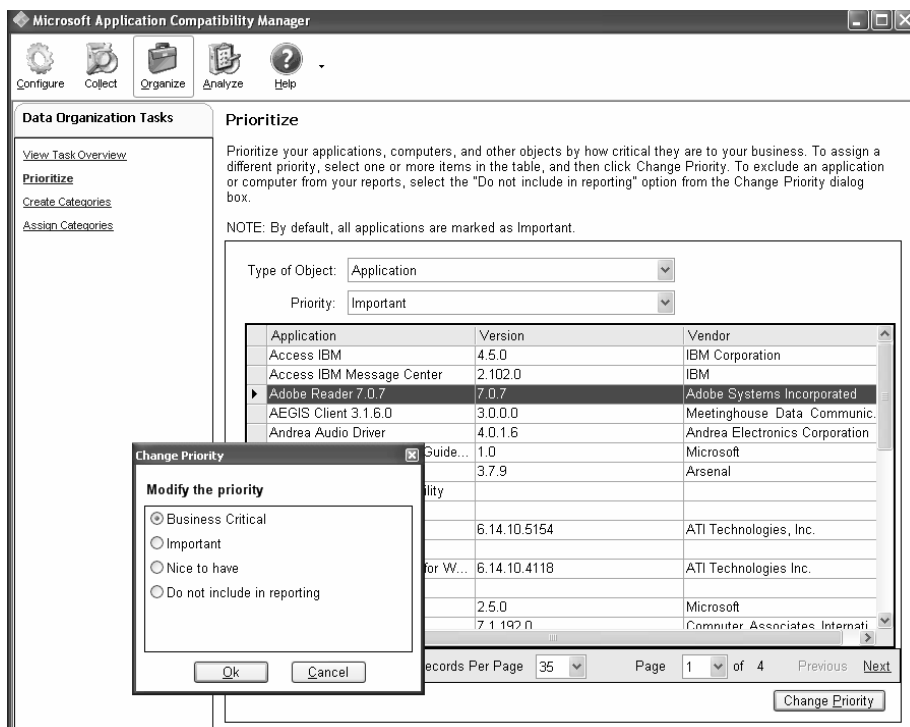 Microsoft Application Compatibility Manager
Configure Collect Organize Analyze Help
Data Organization Tasks
View Task Overview
Prioritize
Create Categories
Assign Categories
Prioritize
Prioritize your applications, computers, and other objects by how critical they are to your business. To assign a
different priority, select one or more items in the table, and then click Change Priority. To exclude an application
or computer from your reports, select the "Do not include in reporting" option from the Change Priority dialog
box.
NOTE: By default, all applications are marked as Important.
Type of Object: Application
Priority: Important
Application Version Vendor
Access IBM 4.5.0 IBM Corporation
Access IBM Message Center 2.102.0 IBM
Adobe Reader 7.0.7 7.0.7 Adobe Systems Incorporated
AEGIS Client 3.1.6.0 3.0.0.0 Meetinghouse Data Communic.
Andrea Audio Driver 4.0.1.6 Andrea Electronics Corporation
Guide... 1.0 Microsoft
3.7.9 Arsenal
ility
6.14.10.5154 ATI Technologies, Inc.
for W... 6.14.10.4118 ATI Technologies Inc.
2.5.0 Microsoft
7.1.192.0 Computer Associates Internati
ecords Per Page 35 Page 1 of 4 Previous Next
Change Priority
Change Priority
Modify the priority
Business Critical
Important
Nice to have
Do not include in reporting
Ok Cancel